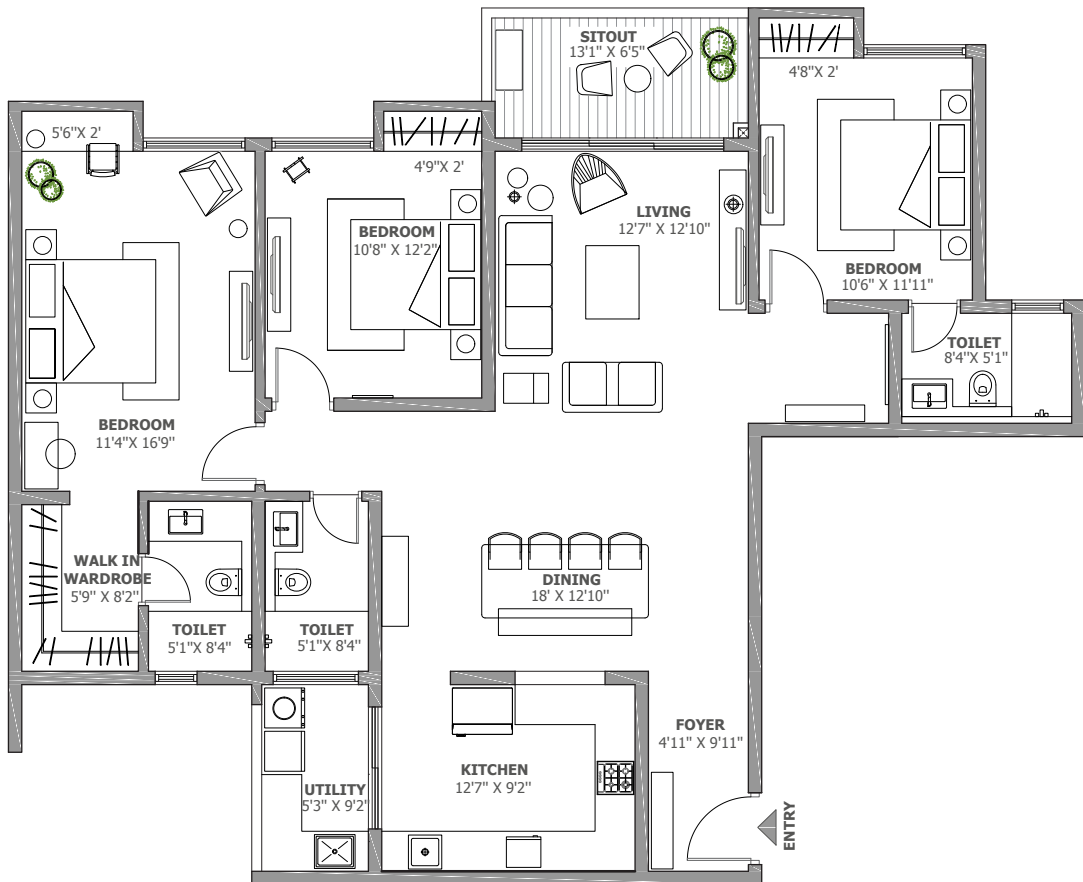 SITOUT
13'1" X 6'5"
4'8"X 2'
5'6"X 2'
4'9"X 2'
LIVING
12'7" X 12'10"
BEDROOM
10'8" X 12'2"
BEDROOM
10'6" X 11'11"
TOILET
8'4"X 5'1"
BEDROOM
11'4"X 16'9"
WALK IN
WARDROBE
5'9" X 8'2"
DINING
18' X 12'10"
TOILET
5'1"X 8'4"
TOILET
5'1"X 8'4"
FOYER
4'11" X 9'11"
KITCHEN
12'7" X 9'2"
UTILITY
5'3" X 9'2"
ENTRY